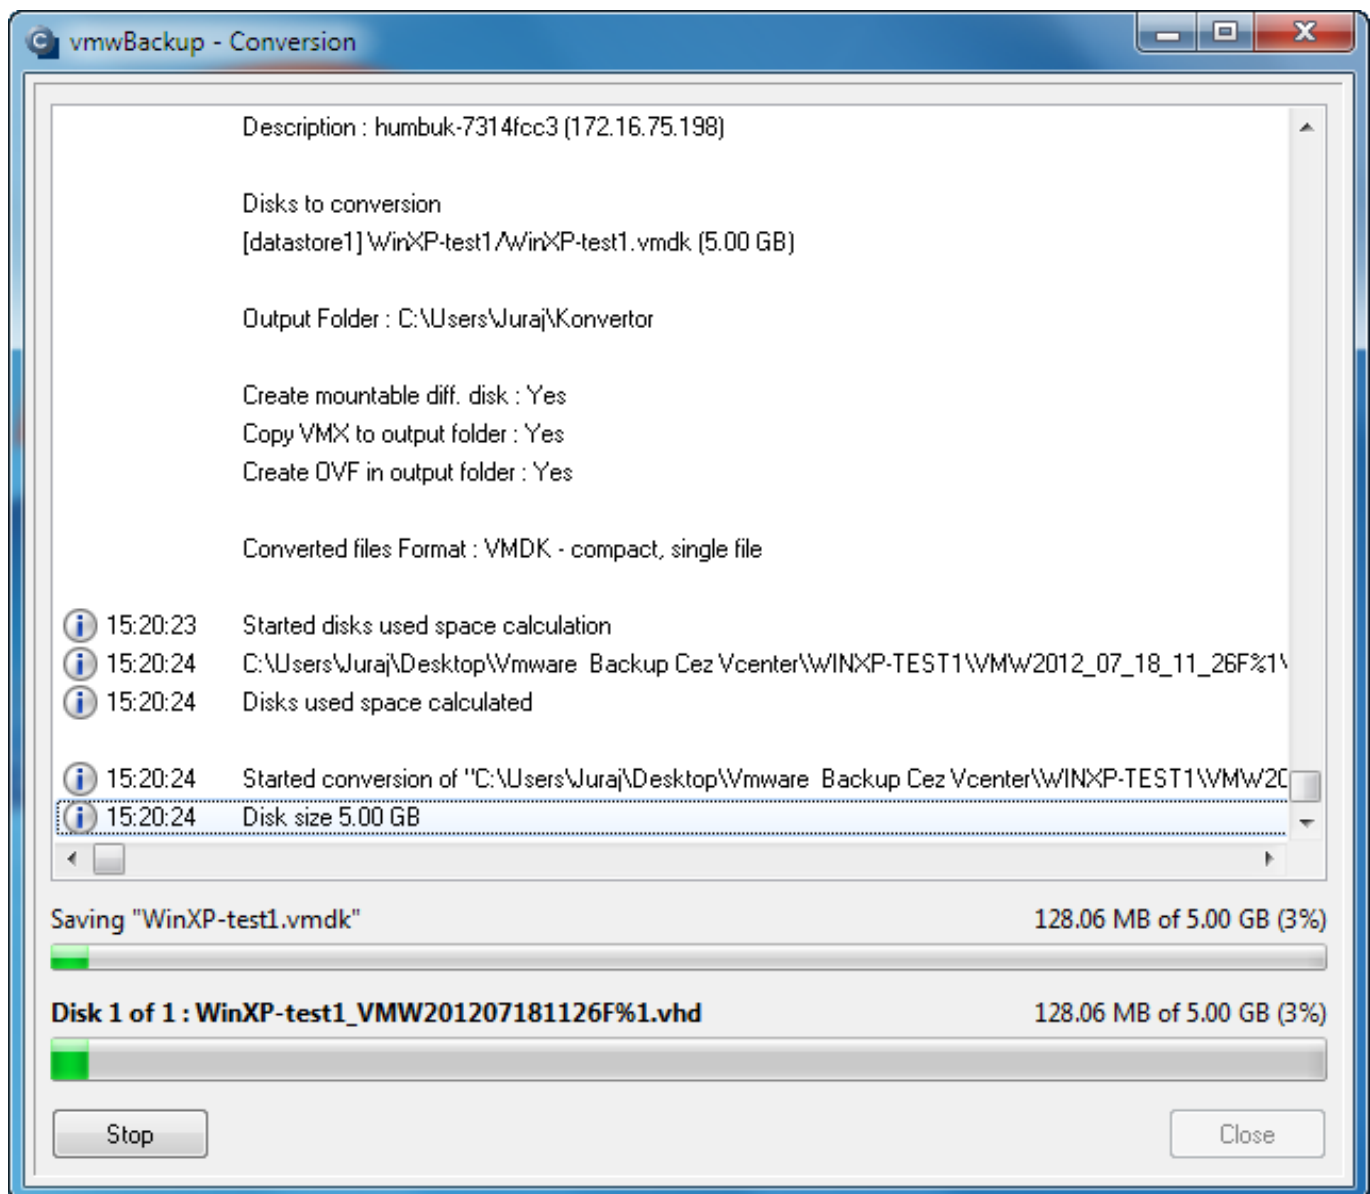 vmwBackup - Conversion
Description : humbuk-7314fcc3 (172.16.75.198)
Disks to conversion
[datastore1] WinXP-test1/WinXP-test1.vmdk (5.00 GB)
Output Folder : C:\Users\Juraj\Konvertor
Create mountable diff. disk : Yes
Copy VMX to output folder : Yes
Create OVF in output folder : Yes
Converted files Format : VMDK - compact, single file
15:20:23 Started disks used space calculation
15:20:24 C:\Users\Juraj\Desktop\Vmware Backup Cez Vcenter\WINXP-TEST1\VMW2012_07_18_11_26F%1\
15:20:24 Disks used space calculated
15:20:24 Started conversion of "C:\Users\Juraj\Desktop\Vmware Backup Cez Vcenter\WINXP-TEST1\VMW20
15:20:24 Disk size 5.00 GB
Saving "WinXP-test1.vmdk" 128.06 MB of 5.00 GB (3%)
Disk 1 of 1 : WinXP-test1_VMW201207181126F%1.vhd 128.06 MB of 5.00 GB (3%)
Stop Close